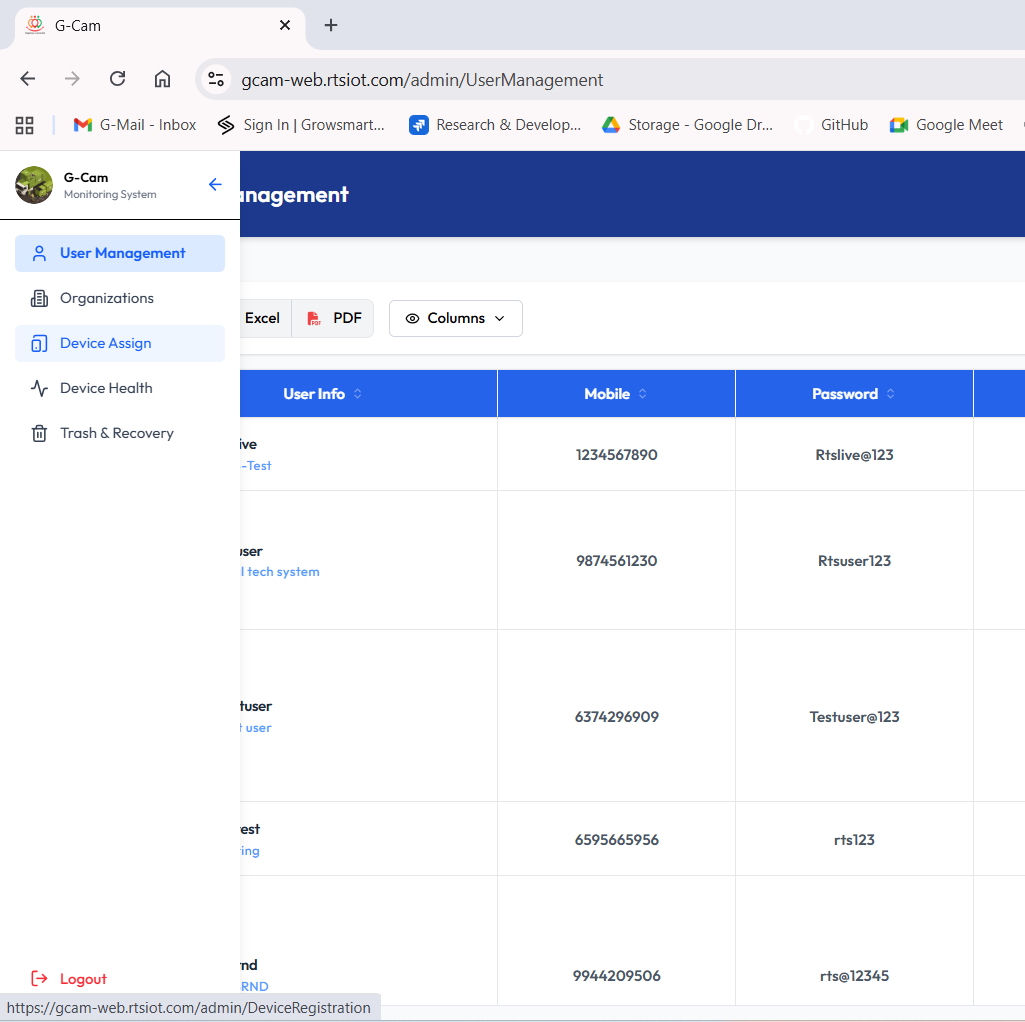 G-Cam
gcam-web.rtsiot.com/admin/UserManagement
G-Mail - Inbox
Sign In | Growsmart...
Research & Develop...
Storage - Google Dr...
GitHub
Google Meet
G-Cam
Monitoring System
anagement
User Management
Organizations
Device Assign
Device Health
Trash & Recovery
Excel
PDF
Columns
User Info
Mobile
Password
ive
-Test
1234567890
Rtslive@123
user
l tech system
9874561230
Rtsuser123
tuser
t user
6374296909
Testuser@123
est
ing
6595665956
rts123
nd
RND
9944209506
rts@12345
Logout
https://gcam-web.rtsiot.com/admin/DeviceRegistration